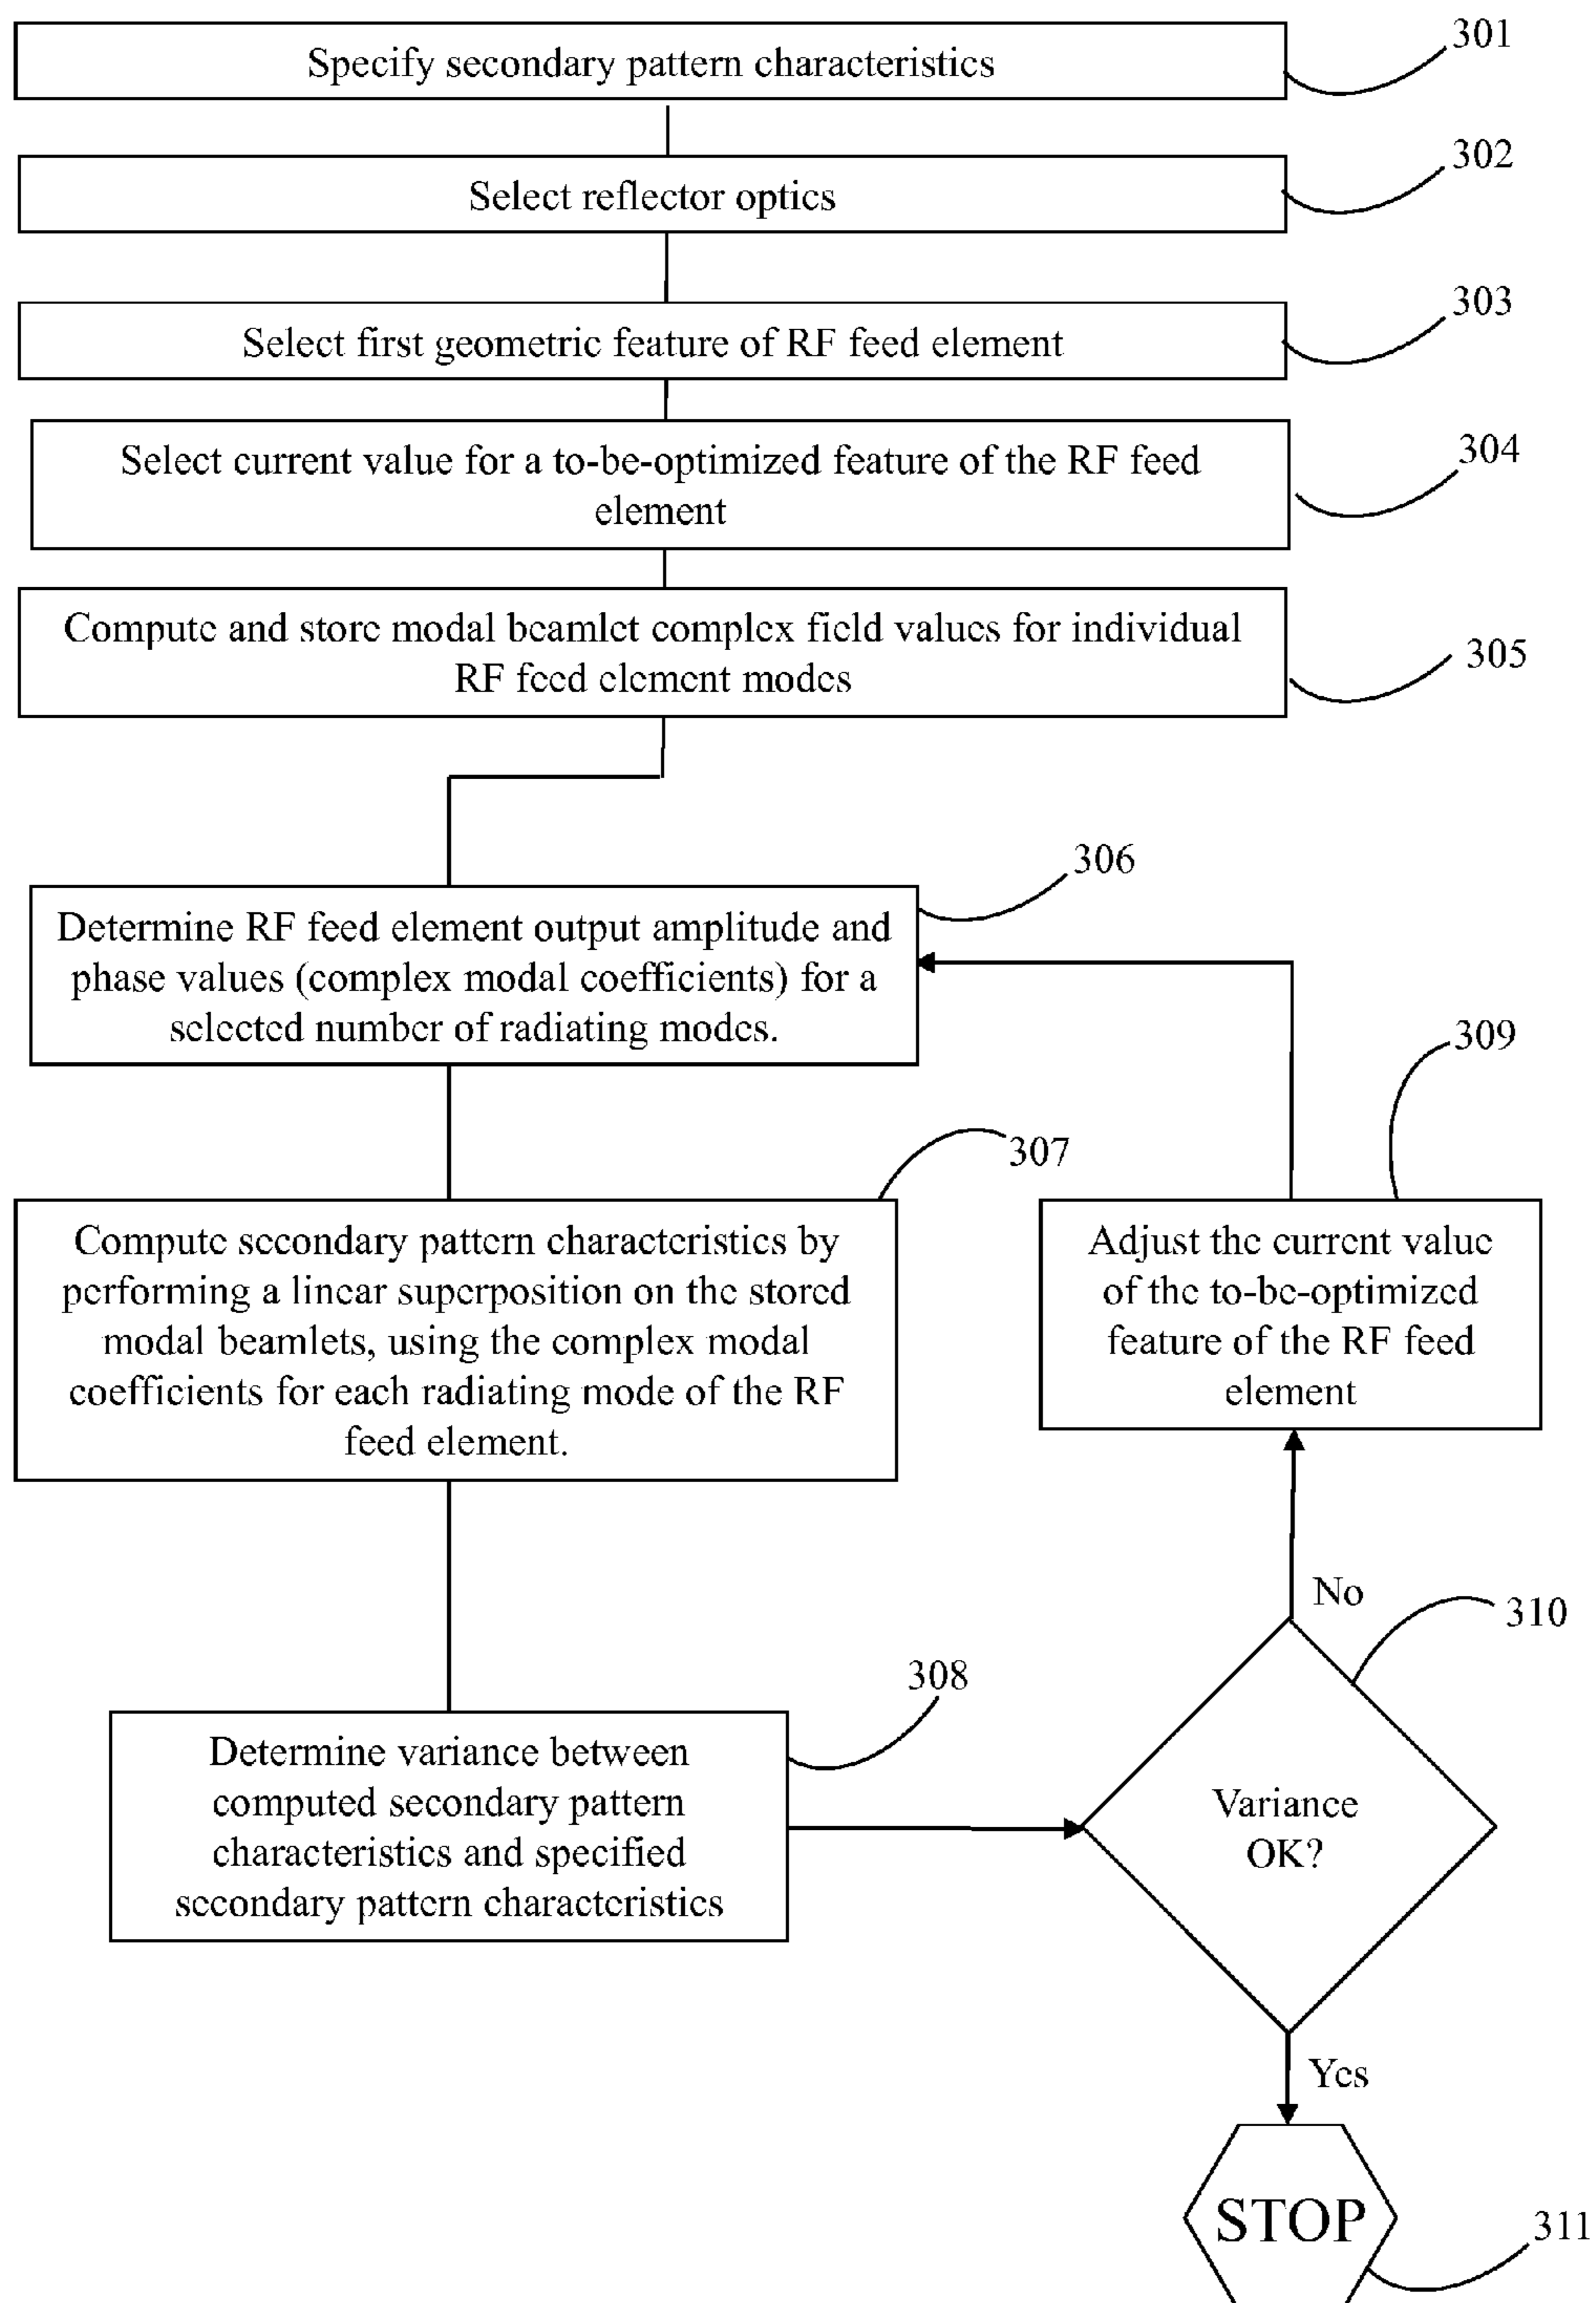 Specify secondary pattern characteristics
301
Select reflector optics
302
Select first geometric feature of RF feed element
303
Select current value for a to-be-optimized feature of the RF feed
element
304
Compute and store modal beamlet complex field values for individual
RF feed element modes
305
Determine RF feed element output amplitude and
phase values (complex modal coefficients) for a
selected number of radiating modes.
306
Compute secondary pattern characteristics by
performing a linear superposition on the stored
modal beamlets, using the complex modal
coefficients for each radiating mode of the RF
feed element.
307
Adjust the current value
of the to-be-optimized
feature of the RF feed
element
309
Determine variance between
computed secondary pattern
characteristics and specified
secondary pattern characteristics
308
No
310
Variance
OK?
Yes
STOP
311